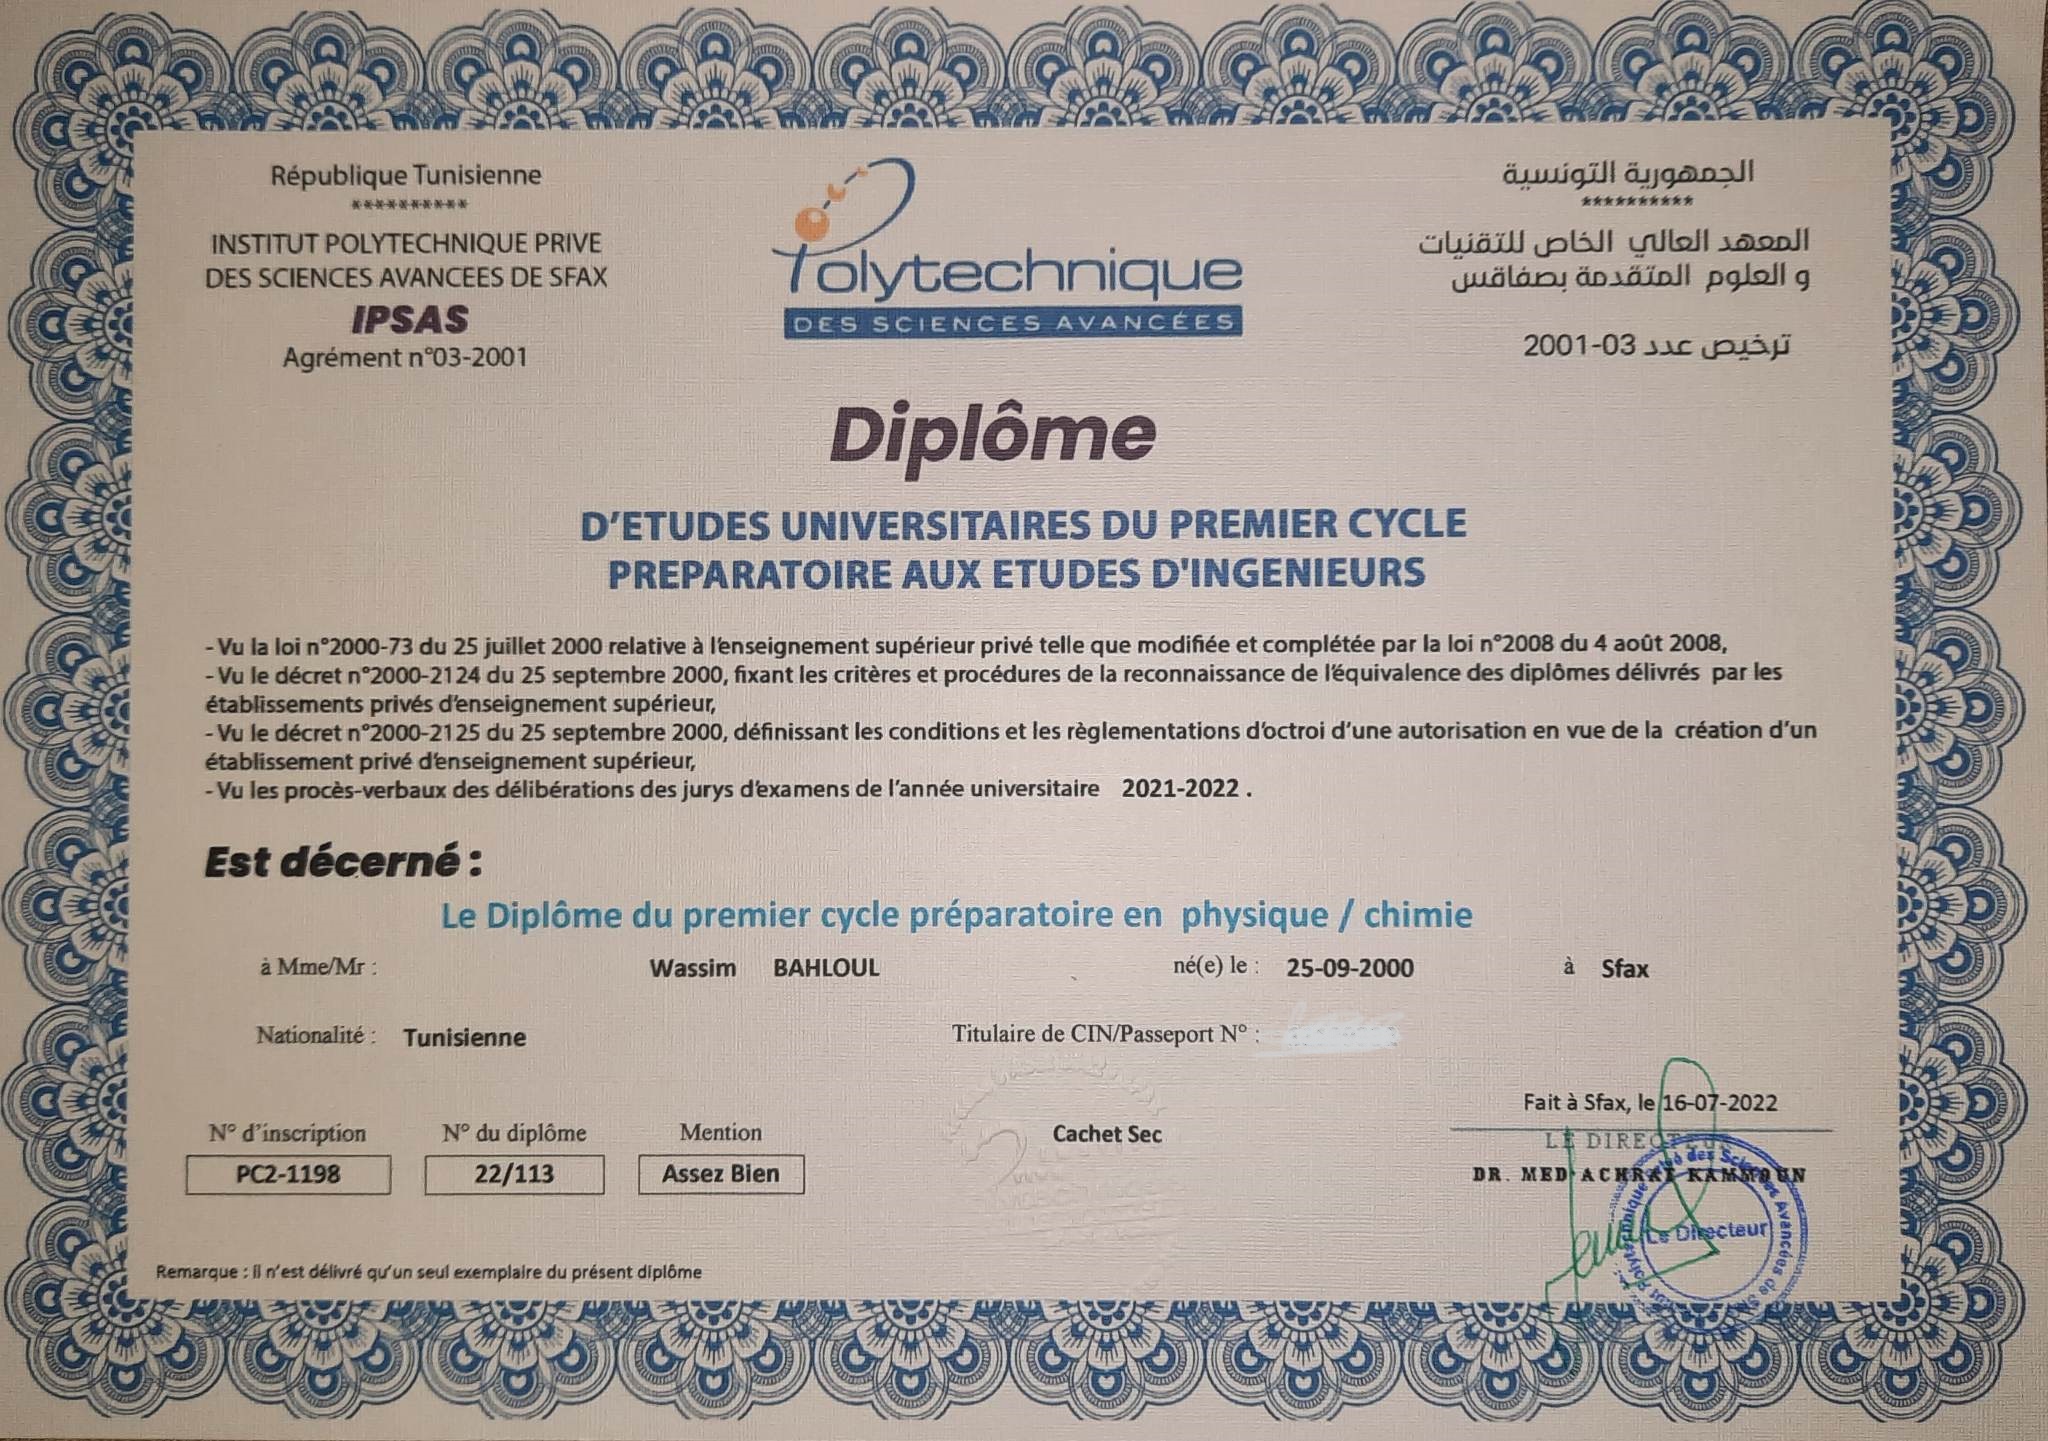 République Tunisienne
**********
INSTITUT POLYTECHNIQUE PRIVE
DES SCIENCES AVANCEES DE SFAX
IPSAS
Agrément n°03-2001
Polytechnique
DES SCIENCES AVANCÉES
الجمهورية التونسية
**********
المعهد العالي الخاص للتقنيات
و العلوم المتقدمة بصفاقس
ترخيص عدد 03-2001
Diplôme
D'ETUDES UNIVERSITAIRES DU PREMIER CYCLE
PREPARATOIRE AUX ETUDES D'INGENIEURS
- Vu la loi n°2000-73 du 25 juillet 2000 relative à l'enseignement supérieur privé telle que modifiée et complétée par la loi n°2008 du 4 août 2008,
- Vu le décret n°2000-2124 du 25 septembre 2000, fixant les critères et procédures de la reconnaissance de l'équivalence des diplômes délivrés par les
établissements privés d'enseignement supérieur,
- Vu le décret n°2000-2125 du 25 septembre 2000, définissant les conditions et les règlementations d'octroi d'une autorisation en vue de la création d'un
établissement privé d'enseignement supérieur,
- Vu les procès-verbaux des délibérations des jurys d'examens de l'année universitaire 2021-2022 .
Est décerné :
Le Diplôme du premier cycle préparatoire en physique / chimie
à Mme/Mr : Wassim BAHLOUL né(e) le : 25-09-2000 à Sfax
Nationalité : Tunisienne Titulaire de CIN/Passeport N° :
Fait à Sfax, le 16-07-2022
N° d'inscription N° du diplôme Mention Cachet Sec
LE DIRECTEUR
PC2-1198 22/113 Assez Bien
DR. MED ACHRAF KAMMOUN
Le Directeur
Remarque : il n'est délivré qu'un seul exemplaire du présent diplôme